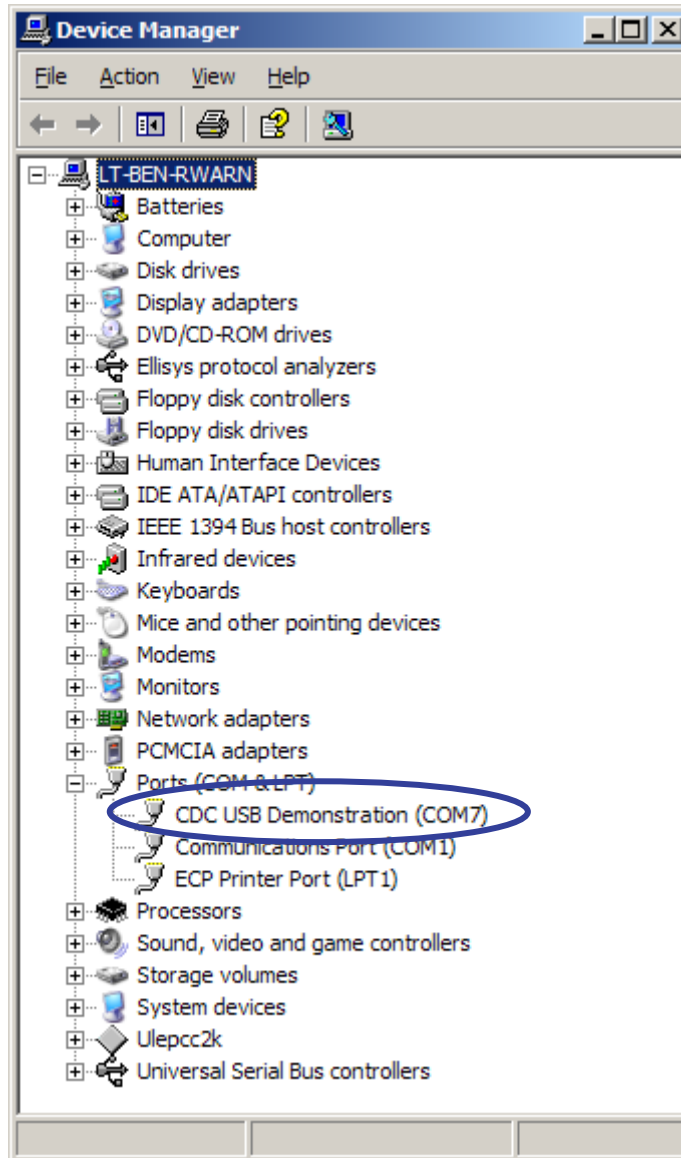 Device Manager
File Action View Help
LT-BEN-RWARN
Batteries
Computer
Disk drives
Display adapters
DVD/CD-ROM drives
Ellisys protocol analyzers
Floppy disk controllers
Floppy disk drives
Human Interface Devices
IDE ATA/ATAPI controllers
IEEE 1394 Bus host controllers
Infrared devices
Keyboards
Mice and other pointing devices
Modems
Monitors
Network adapters
PCMCIA adapters
Ports (COM & LPT)
CDC USB Demonstration (COM7)
Communications Port (COM1)
ECP Printer Port (LPT1)
Processors
Sound, video and game controllers
Storage volumes
System devices
Ulepcc2k
Universal Serial Bus controllers